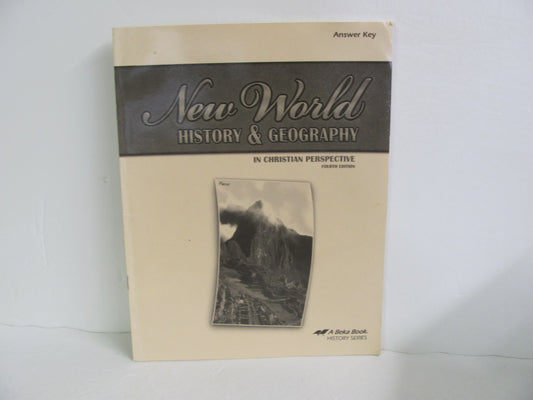 Answer Key
New World
HISTORY & GEOGRAPHY
IN CHRISTIAN PERSPECTIVE
FOURTH EDITION
Peru
A Beka Book
HISTORY SERIES